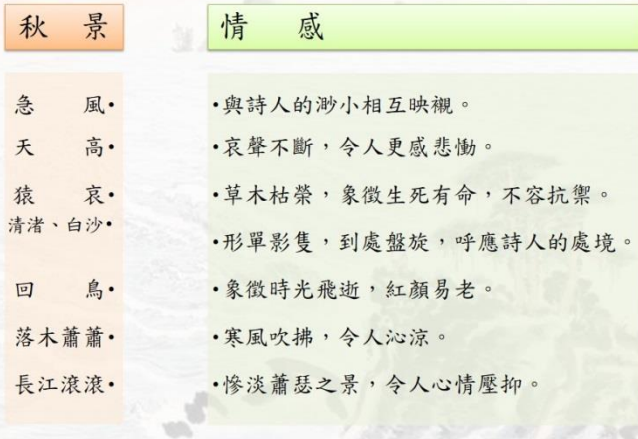 秋 景
情 感
急 風•
天 高•
猿 哀•
清渚、白沙•
回 鳥•
落木蕭蕭•
長江滾滾•
•與詩人的渺小相互映襯。
•哀聲不斷，令人更感悲慟。
•草木枯榮，象徵生死有命，不容抗禦。
•形單影隻，到處盤旋，呼應詩人的處境。
•象徵時光飛逝，紅顏易老。
•寒風吹拂，令人沁涼。
•慘淡蕭瑟之景，令人心情壓抑。